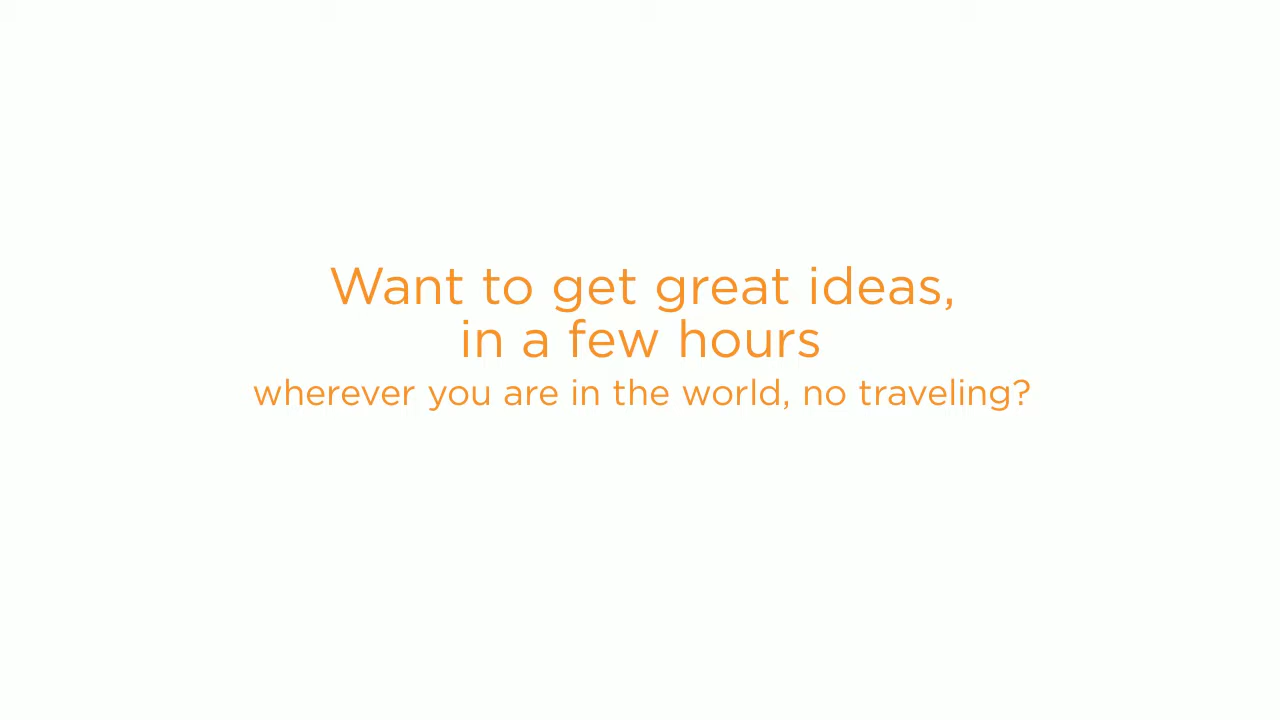 Want to get great ideas,
in a few hours
wherever you are in the world, no traveling?